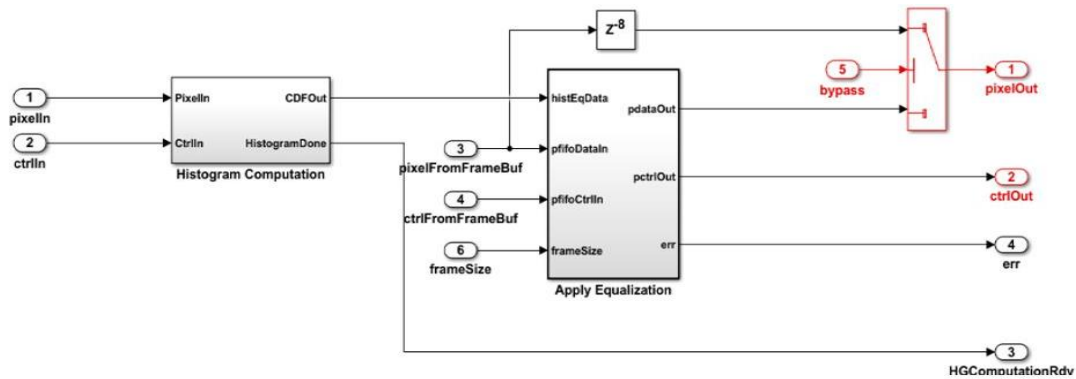 Z-8
5
bypass
1
pixelOut
1
pixelIn
2
ctrlIn
PixelIn
CDFOut
CtrlIn
HistogramDone
Histogram Computation
3
pixelFromFrameBuf
4
ctrlFromFrameBuf
6
frameSize
histEqData
pdataOut
pfifoDataIn
pctrlOut
pfifoCtrlIn
frameSize
err
Apply Equalization
2
ctrlOut
4
err
3
HGComputationRdy